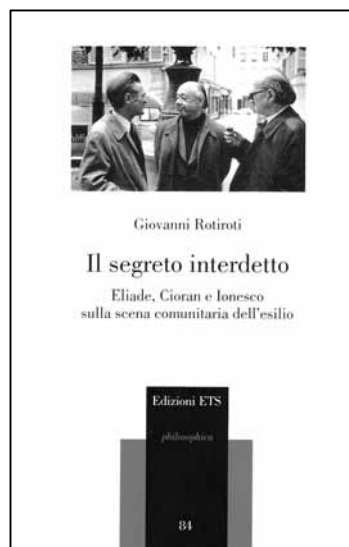 Giovanni Rotiroti
Il segreto interdetto
Eliade, Cioran e Ionesco
sulla scena comunitaria dell'esilio
Edizioni ETS
philosophica
84